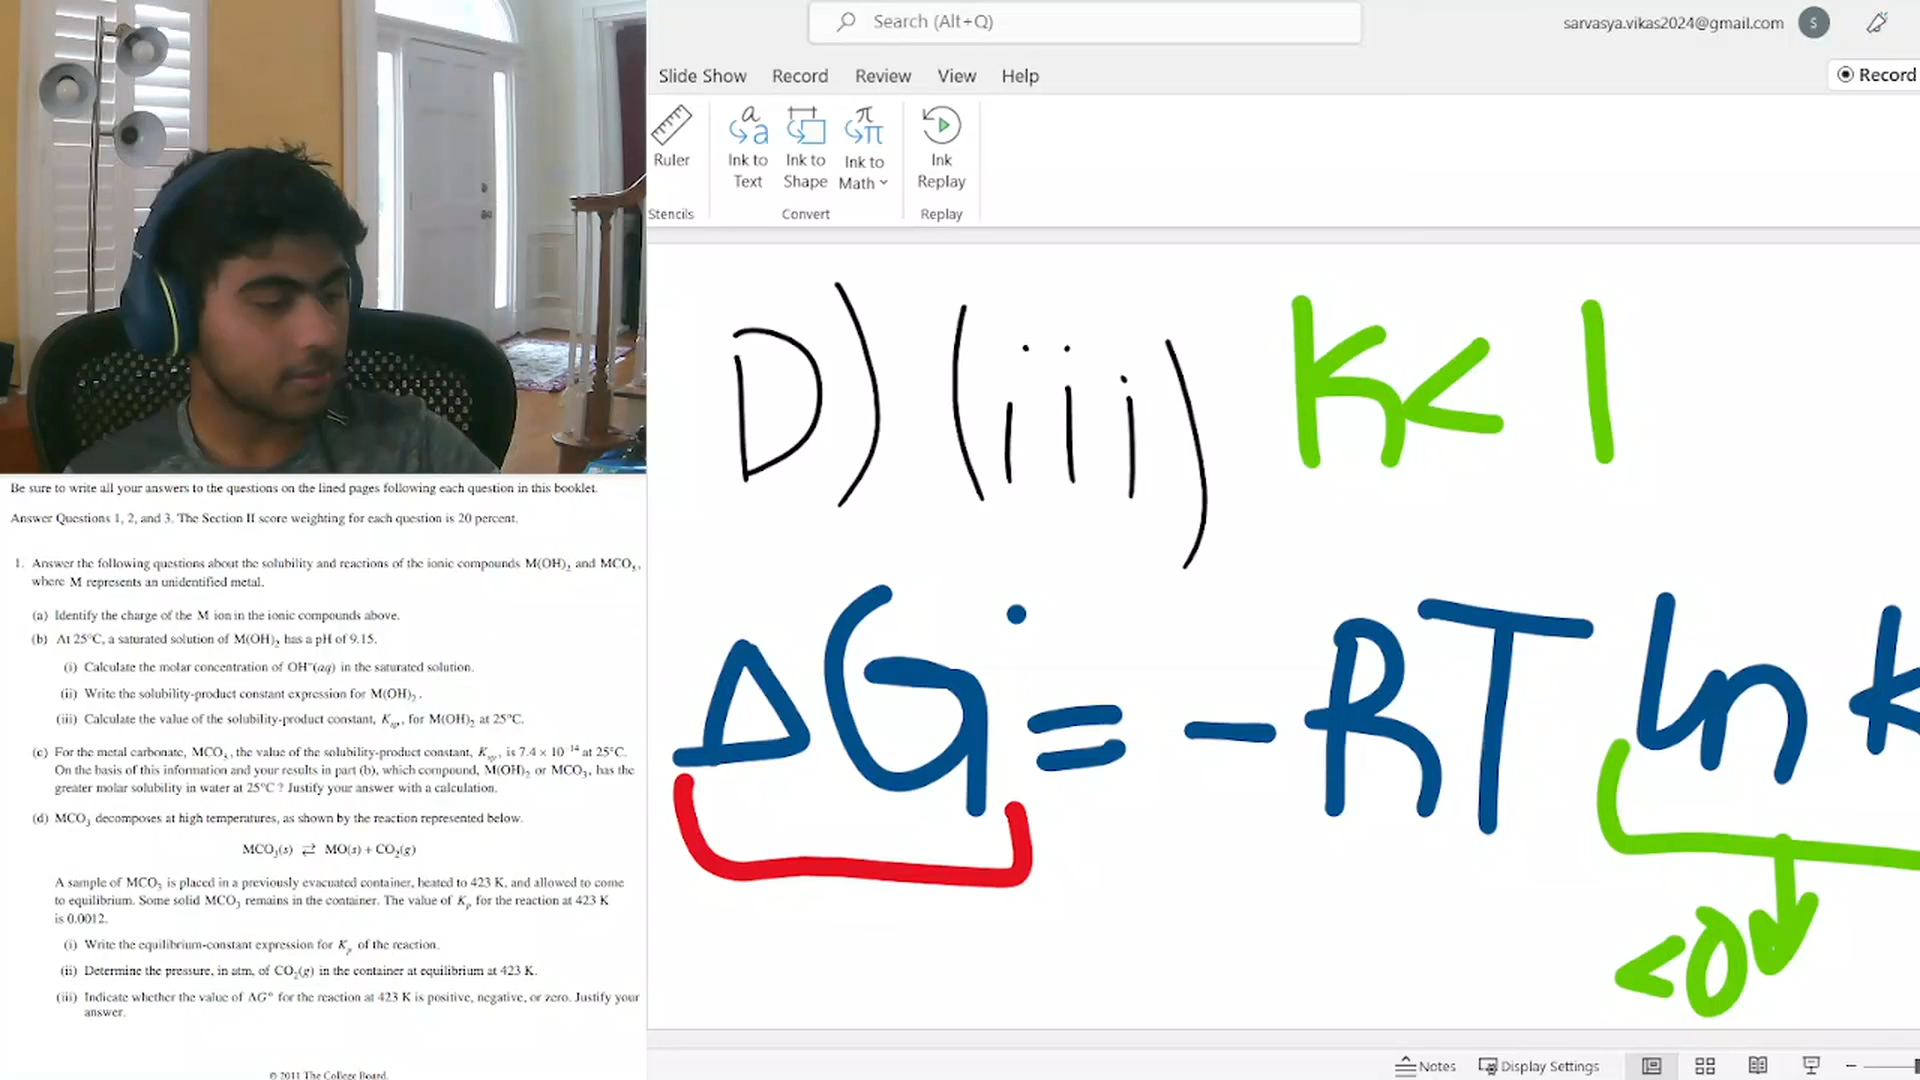 Search (Alt+Q)
sarvasya.vikas2024@gmail.com
S
Slide Show Record Review View Help
Record
Ruler
Ink to Text
Ink to Shape
Ink to Math
Ink Replay
Stencils
Convert
Replay
D) (iii) K < 1
ΔG° = -RT ln K
<0
Be sure to write all your answers to the questions on the lined pages following each question in this booklet.
Answer Questions 1, 2, and 3. The Section II score weighting for each question is 20 percent.
1. Answer the following questions about the solubility and reactions of the ionic compounds M(OH)₂ and MCO₃,
where M represents an unidentified metal.
(a) Identify the charge of the M ion in the ionic compounds above.
(b) At 25°C, a saturated solution of M(OH)₂ has a pH of 9.15.
(i) Calculate the molar concentration of OH⁻(aq) in the saturated solution.
(ii) Write the solubility-product constant expression for M(OH)₂.
(iii) Calculate the value of the solubility-product constant, Kₛₚ, for M(OH)₂ at 25°C.
(c) For the metal carbonate, MCO₃, the value of the solubility-product constant, Kₛₚ, is 7.4 × 10⁻¹⁴ at 25°C.
On the basis of this information and your results in part (b), which compound, M(OH)₂ or MCO₃, has the
greater molar solubility in water at 25°C? Justify your answer with a calculation.
(d) MCO₃ decomposes at high temperatures, as shown by the reaction represented below.
MCO₃(s) ⇄ MO(s) + CO₂(g)
A sample of MCO₃ is placed in a previously evacuated container, heated to 423 K, and allowed to come
to equilibrium. Some solid MCO₃ remains in the container. The value of Kₚ for the reaction at 423 K
is 0.0012.
(i) Write the equilibrium-constant expression for Kₚ of the reaction.
(ii) Determine the pressure, in atm, of CO₂(g) in the container at equilibrium at 423 K.
(iii) Indicate whether the value of ΔG° for the reaction at 423 K is positive, negative, or zero. Justify your
answer.
© 2011 The College Board.
Notes Display Settings